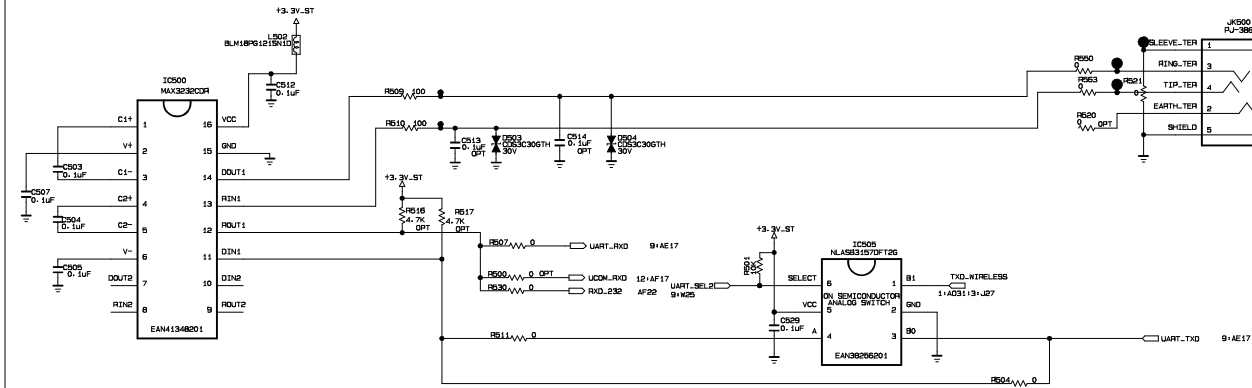 +3.3V_ST
L502
BLM18PG121SN1D
C512
0.1uF
IC500
MAX3232CDR
C1+
1
16
VCC
V+
2
15
GND
C1-
3
14
DOUT1
C2+
4
13
RIN1
C2-
5
12
ROUT1
V-
6
11
DIN1
DOUT2
7
10
DIN2
RIN2
8
9
ROUT2
EAN41348201
C503
0.1uF
C507
0.1uF
C504
0.1uF
C505
0.1uF
R509 100
R510 100
C513
0.1uF
OPT
D503
CDS3C30GTH
30V
C514
0.1uF
OPT
D504
CDS3C30GTH
30V
+3.3V_ST
R516
4.7K
OPT
R517
4.7K
OPT
R507 0
UART_RXD 9:AE17
R500 0 OPT
UCOM_RXD 12:AF17
R530 0
RXD_232 AF22
R511 0
R504 0
+3.3V_ST
R501
10K
UART_SEL2
9:W25
C529
0.1uF
IC505
NLASB3157DFT2G
SELECT
6
1
B1
VCC
5
2
GND
A
4
3
B0
ON SEMICONDUCTOR
ANALOG SWITCH
EAN38256201
TXD_WIRELESS
1:AO31;3:J27
UART_TXD 9:AE17
R550
0
R563
0
R521
0
R520
0 OPT
JK500
SLEEVE_TER
1
RING_TER
3
TIP_TER
4
EARTH_TER
2
SHIELD
5